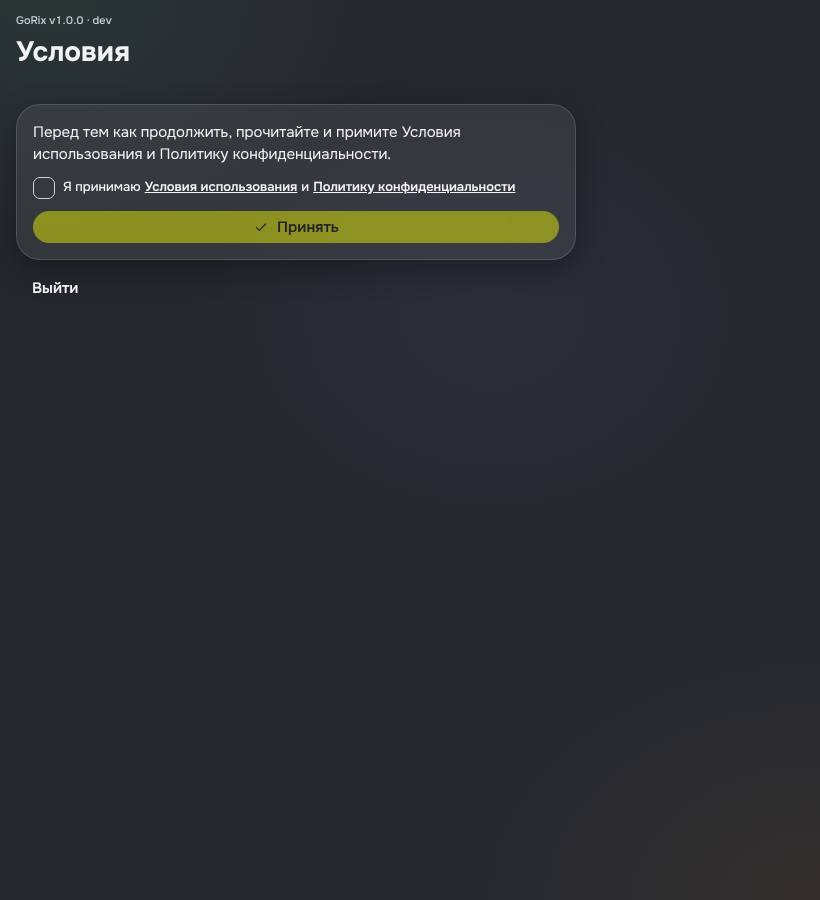 GoRix v1.0.0 · dev
Условия
Перед тем как продолжить, прочитайте и примите Условия
использования и Политику конфиденциальности.
Я принимаю Условия использования и Политику конфиденциальности
Принять
Выйти